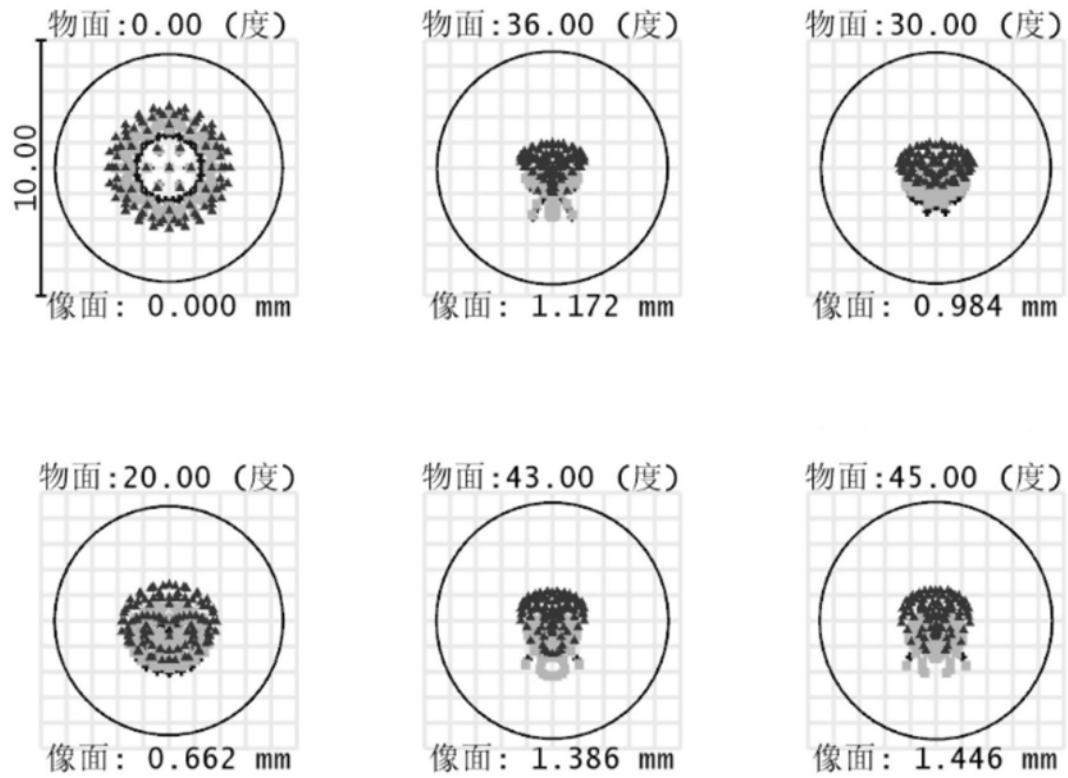 物面:0.00 (度)
物面:36.00 (度)
物面:30.00 (度)
10.00
像面: 0.000 mm
像面: 1.172 mm
像面: 0.984 mm
物面:20.00 (度)
物面:43.00 (度)
物面:45.00 (度)
像面: 0.662 mm
像面: 1.386 mm
像面: 1.446 mm